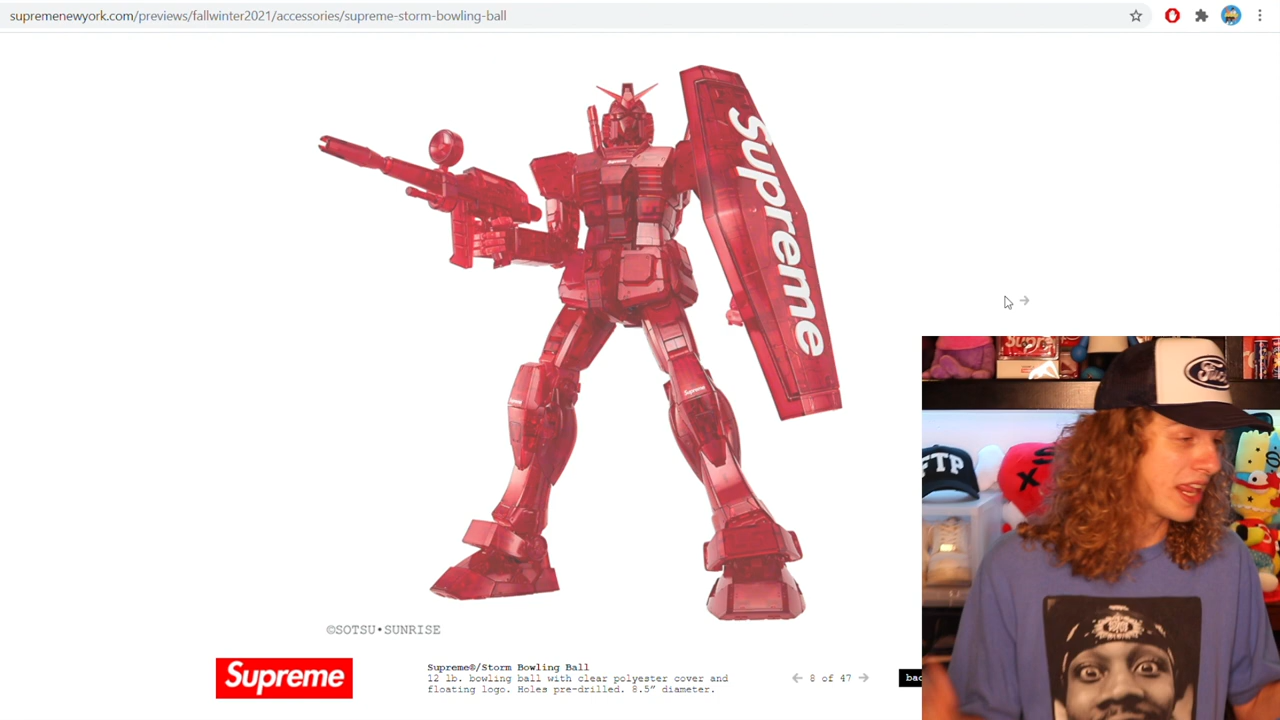 supremenewyork.com/previews/fallwinter2021/accessories/supreme-storm-bowling-ball
Supreme
©SOTSU•SUNRISE
Supreme
Supreme®/Storm Bowling Ball
12 lb. bowling ball with clear polyester cover and
floating logo. Holes pre-drilled. 8.5” diameter.
8 of 47
FTP